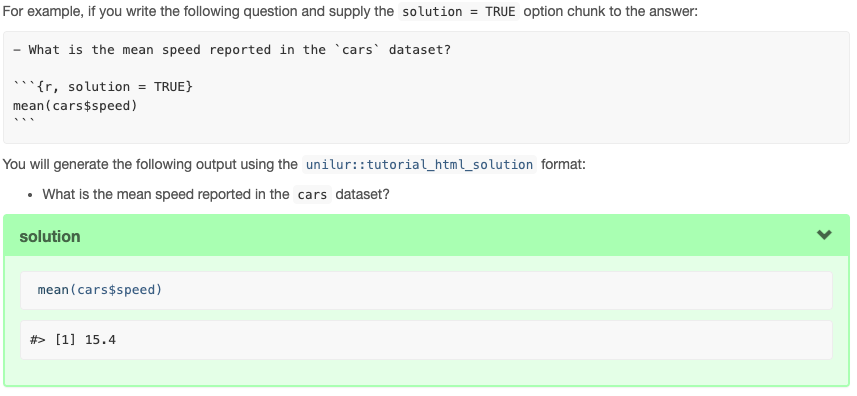 For example, if you write the following question and supply the solution = TRUE option chunk to the answer:
– What is the mean speed reported in the `cars` dataset?
```{r, solution = TRUE}
mean(cars$speed)
```
You will generate the following output using the unilur::tutorial_html_solution format:
• What is the mean speed reported in the cars dataset?
solution
mean(cars$speed)
#> [1] 15.4